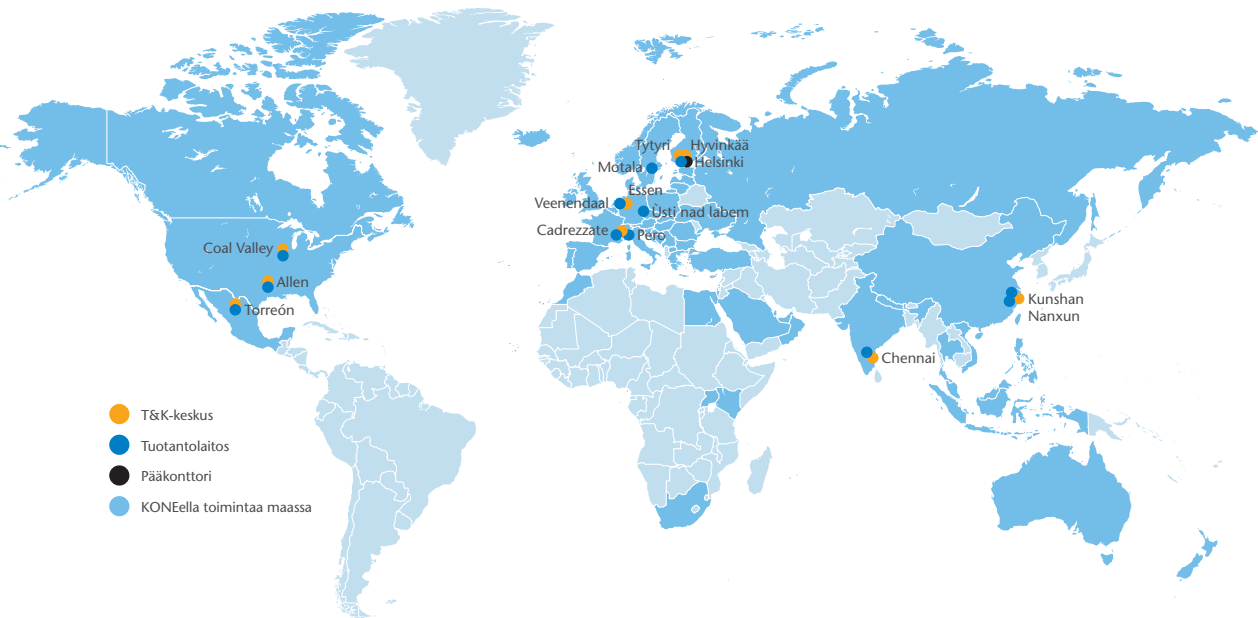 Tytyri
Hyvinkää
Motala
Helsinki
Essen
Veenendaal
Ùsti nad labem
Cadrezzate
Pero
Coal Valley
Allen
Torreón
Kunshan
Nanxun
Chennai
T&K-keskus
Tuotantolaitos
Pääkonttori
KONEella toimintaa maassa